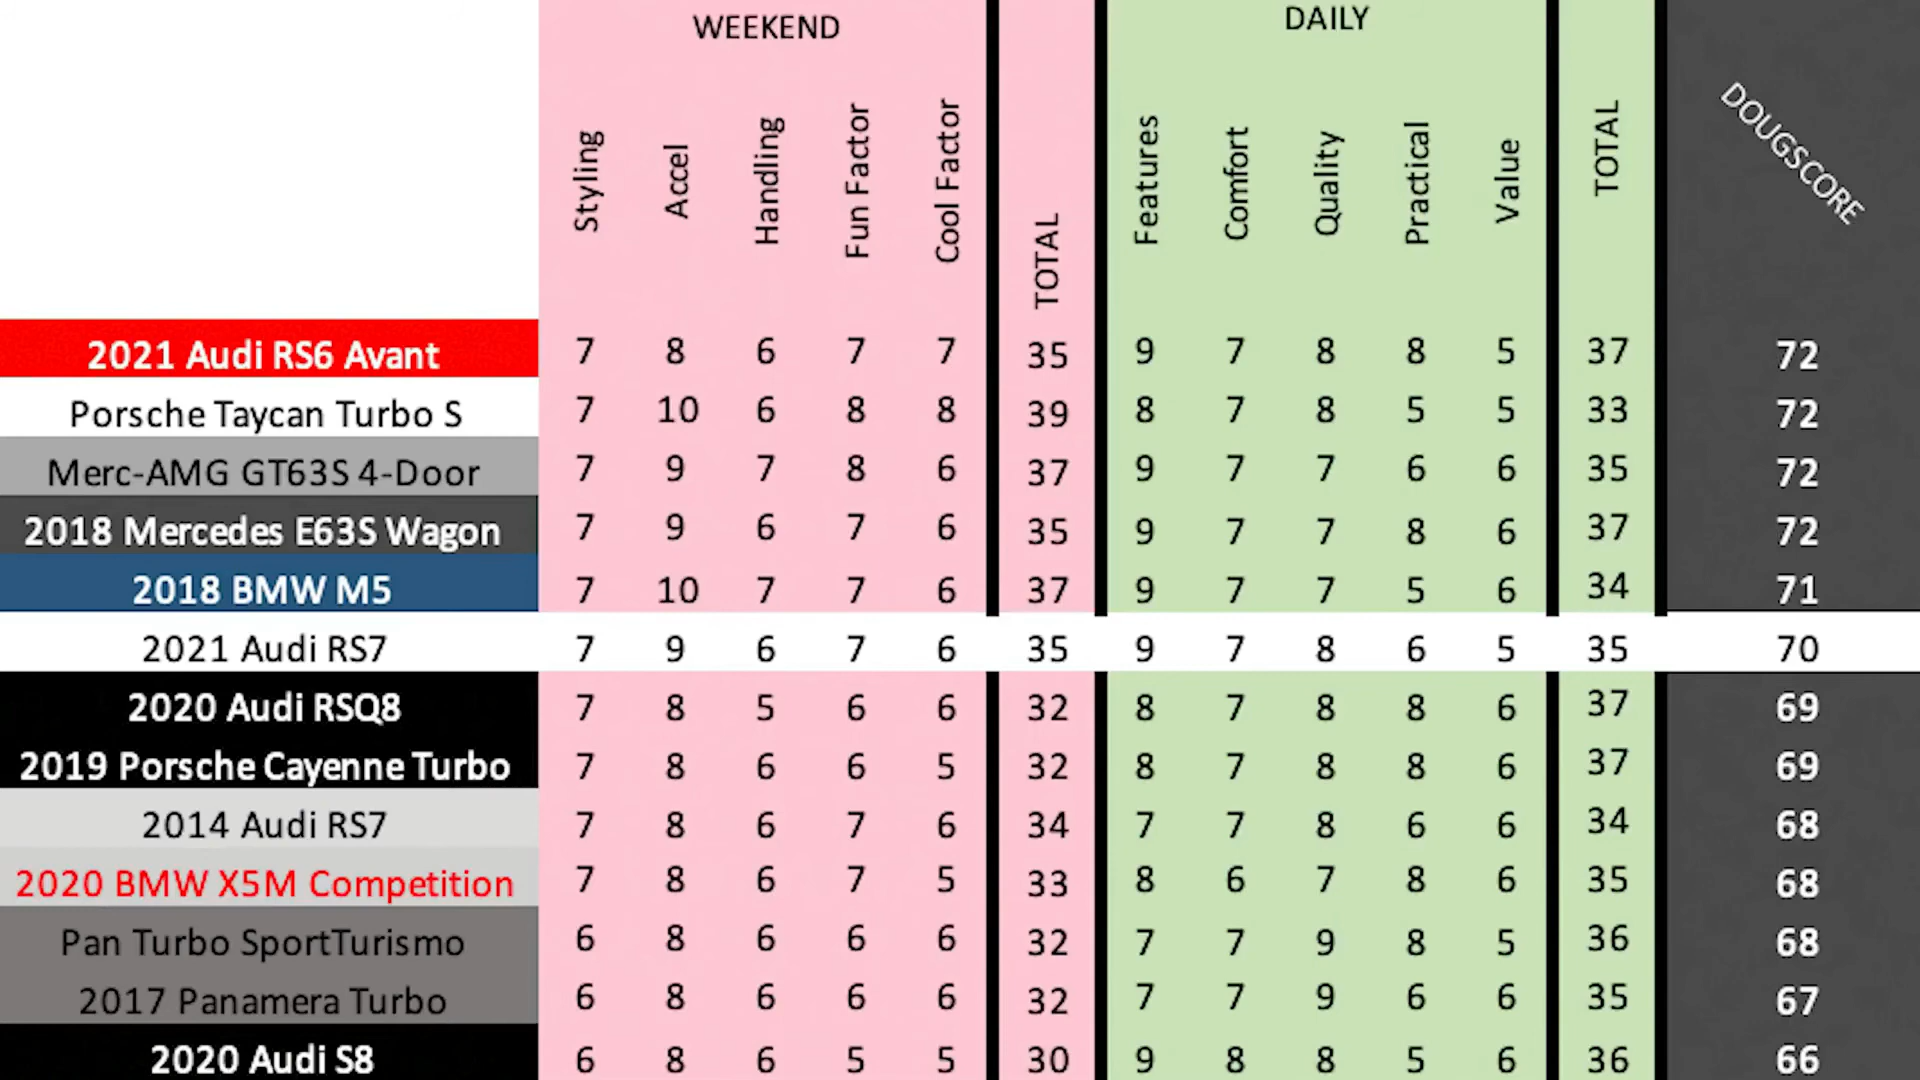 WEEKEND DAILY
Styling Accel Handling Fun Factor Cool Factor TOTAL Features Comfort Quality Practical Value TOTAL DOUGSCORE
2021 Audi RS6 Avant 7 8 6 7 7 35 9 7 8 8 5 37 72
Porsche Taycan Turbo S 7 10 6 8 8 39 8 7 8 5 5 33 72
Merc-AMG GT63S 4-Door 7 9 7 8 6 37 9 7 7 6 6 35 72
2018 Mercedes E63S Wagon 7 9 6 7 6 35 9 7 7 8 6 37 72
2018 BMW M5 7 10 7 7 6 37 9 7 7 5 6 34 71
2021 Audi RS7 7 9 6 7 6 35 9 7 8 6 5 35 70
2020 Audi RSQ8 7 8 5 6 6 32 8 7 8 8 6 37 69
2019 Porsche Cayenne Turbo 7 8 6 6 5 32 8 7 8 8 6 37 69
2014 Audi RS7 7 8 6 7 6 34 7 7 8 6 6 34 68
2020 BMW X5M Competition 7 8 6 7 5 33 8 6 7 8 6 35 68
Pan Turbo SportTurismo 6 8 6 6 6 32 7 7 9 8 5 36 68
2017 Panamera Turbo 6 8 6 6 6 32 7 7 9 6 6 35 67
2020 Audi S8 6 8 6 5 5 30 9 8 8 5 6 36 66